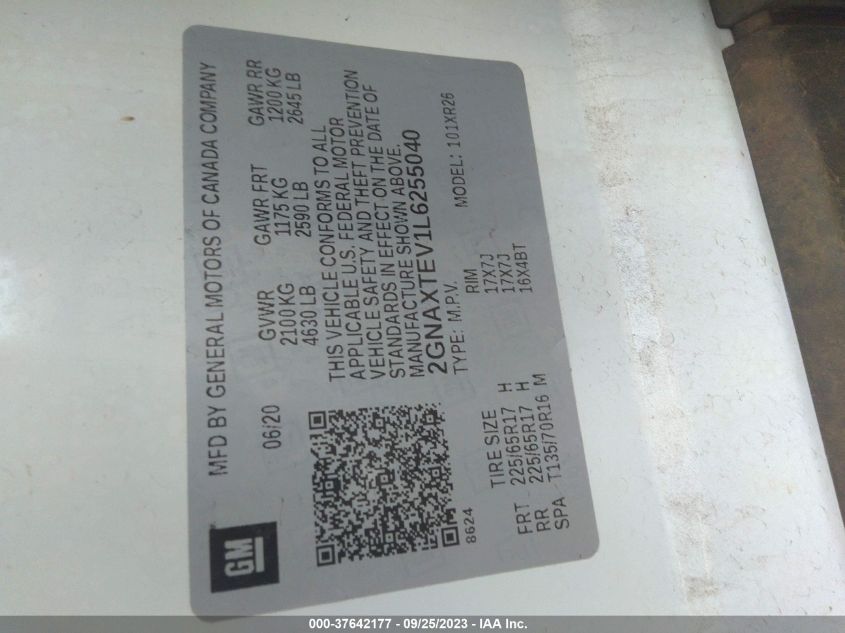 GM
MFD BY GENERAL MOTORS OF CANADA COMPANY
06/20
GVWR GAWR FRT GAWR RR
2100 KG 1175 KG 1200 KG
4630 LB 2590 LB 2645 LB
THIS VEHICLE CONFORMS TO ALL
APPLICABLE U.S. FEDERAL MOTOR
VEHICLE SAFETY AND THEFT PREVENTION
STANDARDS IN EFFECT ON THE DATE OF
MANUFACTURE SHOWN ABOVE.
2GNAXTEV1L6255040
TYPE: M.P.V. MODEL: 101XR26
8624
TIRE SIZE RIM
FRT 225/65R17 H 17X7J
RR 225/65R17 H 17X7J
SPA T135/70R16 M 16X4BT
000-37642177 - 09/25/2023 - IAA Inc.